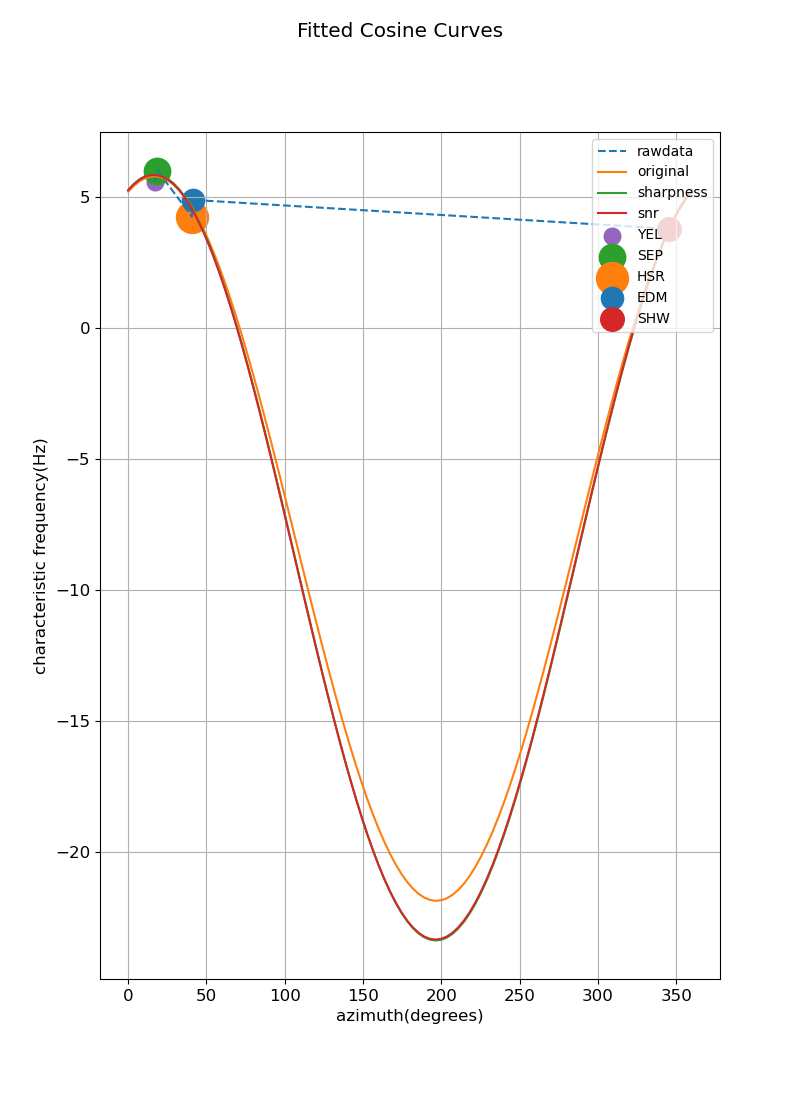 Fitted Cosine Curves
rawdata
original
sharpness
snr
YEL
SEP
HSR
EDM
SHW
5
0
−5
−10
−15
−20
characteristic frequency(Hz)
0 50 100 150 200 250 300 350
azimuth(degrees)